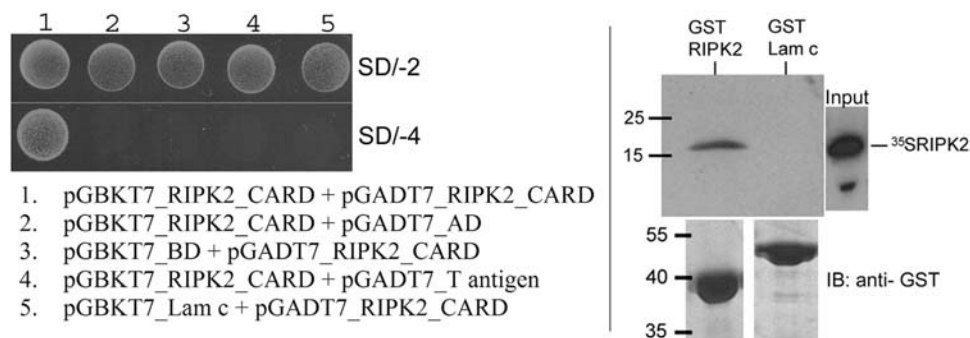 1 2 3 4 5
SD/-2
SD/-4
1. pGBKT7_RIPK2_CARD + pGADT7_RIPK2_CARD
2. pGBKT7_RIPK2_CARD + pGADT7_AD
3. pGBKT7_BD + pGADT7_RIPK2_CARD
4. pGBKT7_RIPK2_CARD + pGADT7_T antigen
5. pGBKT7_Lam c + pGADT7_RIPK2_CARD
GST GST
RIPK2 Lam c
Input
25
15
³⁵SRIPK2
55
40
35
IB: anti- GST